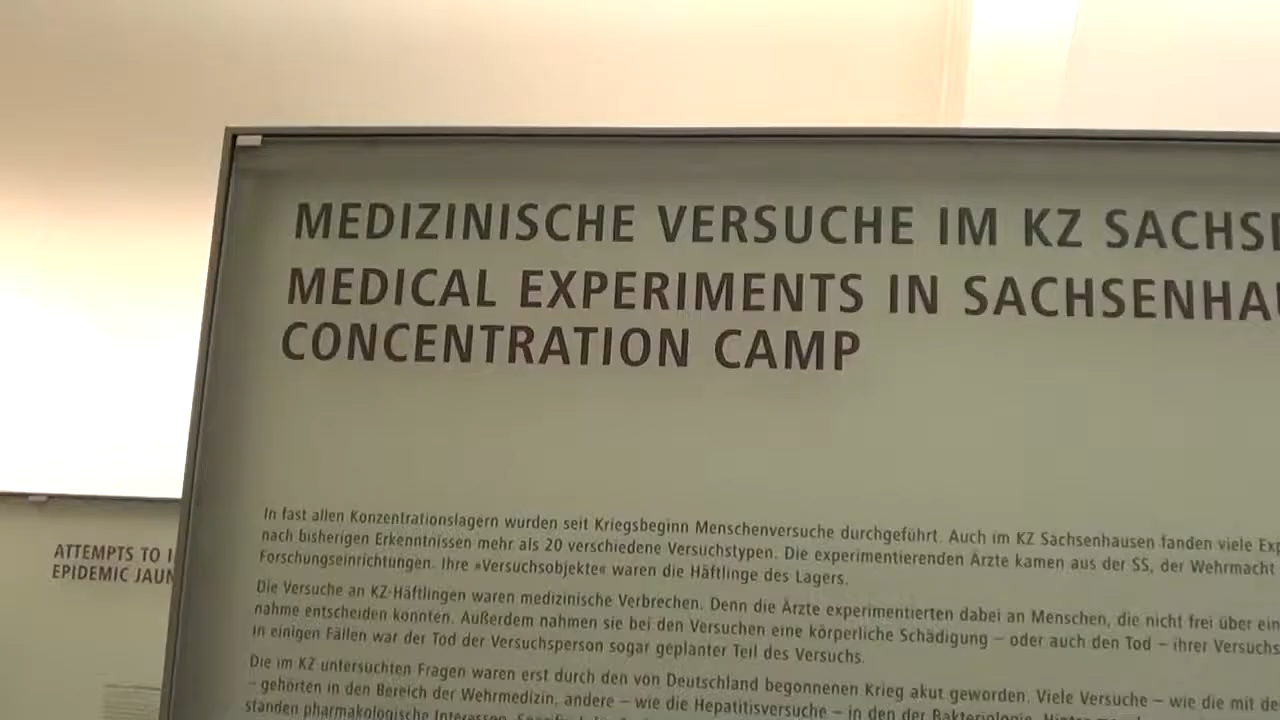 MEDIZINISCHE VERSUCHE IM KZ
MEDICAL EXPERIMENTS IN
CONCENTRATION CAMP
In fast allen Konzentrationslagern wurden seit Kriegsbeginn Menschenversuche durchgeführt. Auch im KZ Sachsenhausen fanden viele
nach bisherigen Erkenntnissen mehr als 20 verschiedene Versuchstypen. Die experimentierenden Ärzte kamen aus der SS, der Wehrmacht
Forschungseinrichtungen. Ihre »Versuchsobjekte« waren die Häftlinge des Lagers.
Die Versuche an KZ-Häftlingen waren medizinische Verbrechen. Denn die Ärzte experimentierten dabei an Menschen, die nicht frei über
nahme entscheiden konnten. Außerdem nahmen sie bei den Versuchen eine körperliche Schädigung – oder auch den Tod – ihrer
In einigen Fällen war der Tod der Versuchsperson sogar geplanter Teil des Versuchs.
Die im KZ untersuchten Fragen waren erst durch den von Deutschland begonnenen Krieg akut geworden. Viele Versuche – wie die mit
– gehörten in den Bereich der Wehrmedizin, andere – wie die Hepatitisversuche – in den der Bakteriologie.
standen pharmakologische Interessen.
ATTEMPTS TO
EPIDEMIC